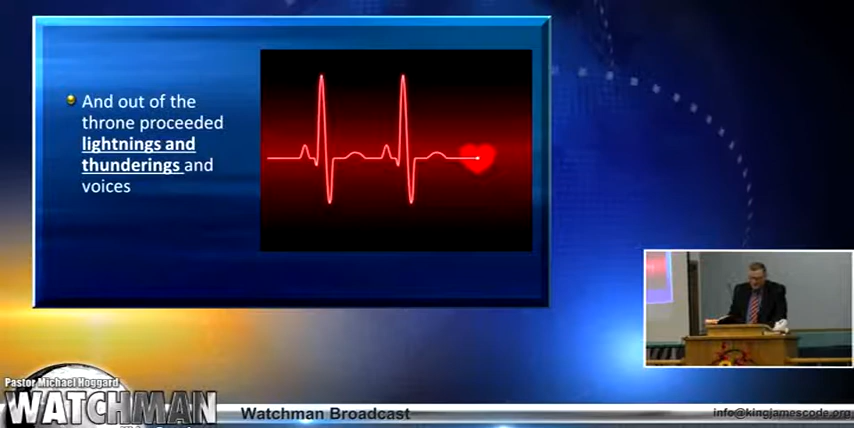 And out of the
throne proceeded
lightnings and
thunderings and
voices
Pastor Michael Hoggard
WATCHMAN
Watchman Broadcast
info@kingjamescode.org